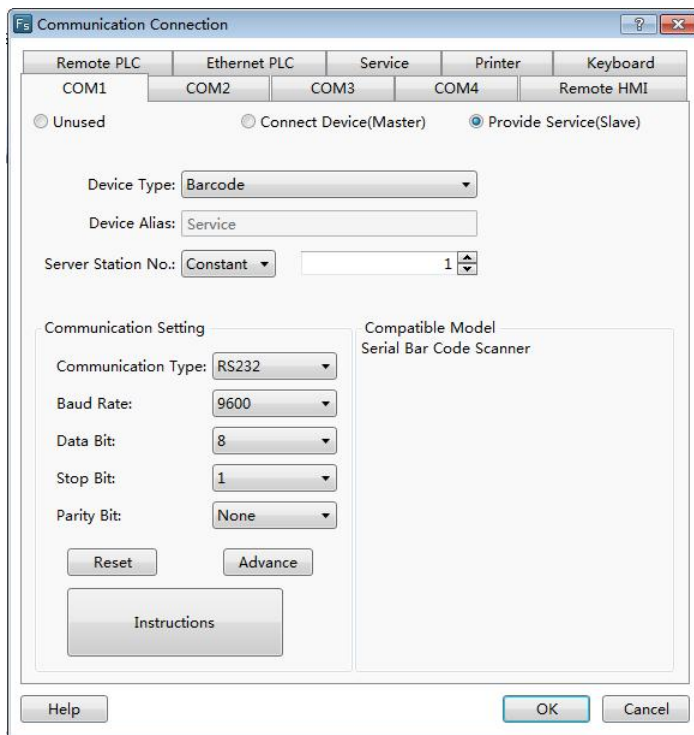 Fs Communication Connection ?
Remote PLC Ethernet PLC Service Printer Keyboard
COM1 COM2 COM3 COM4 Remote HMI
Unused Connect Device(Master) Provide Service(Slave)
Device Type: Barcode
Device Alias: Service
Server Station No.: Constant 1
Communication Setting
Communication Type: RS232
Baud Rate: 9600
Data Bit: 8
Stop Bit: 1
Parity Bit: None
Reset Advance
Instructions
Compatible Model
Serial Bar Code Scanner
Help OK Cancel